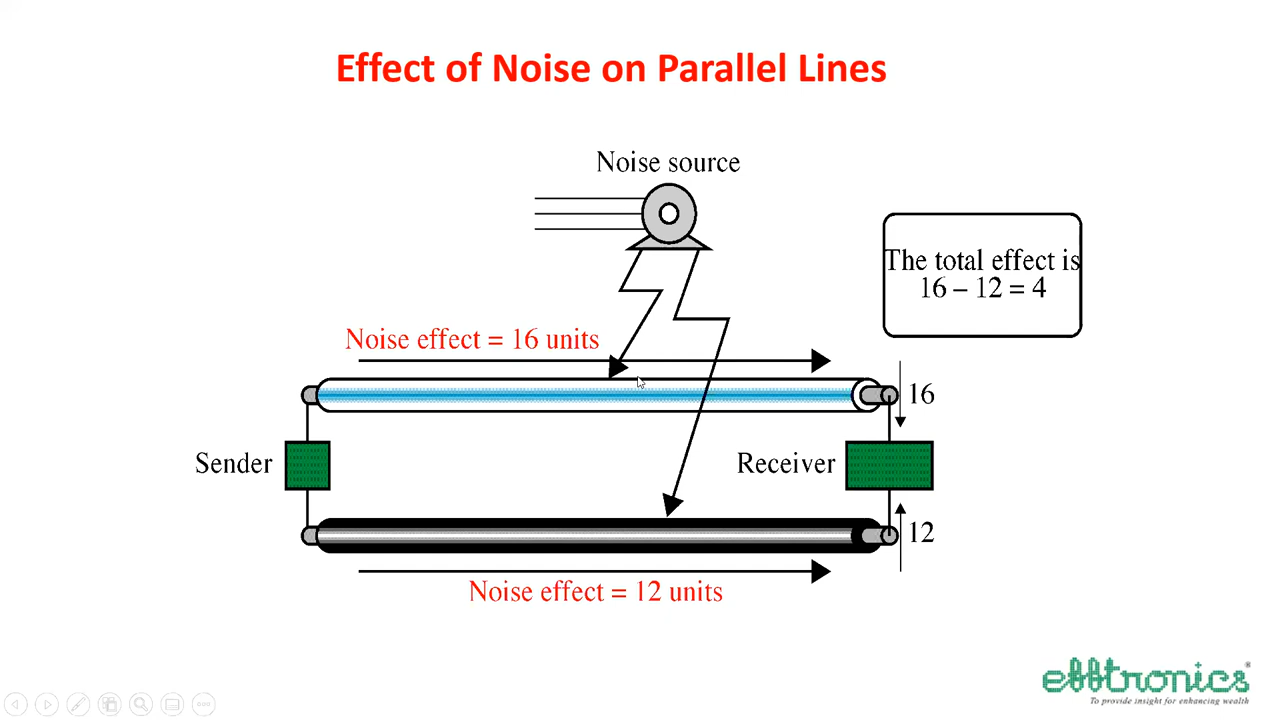 Effect of Noise on Parallel Lines
Noise source
The total effect is
16 – 12 = 4
Noise effect = 16 units
16
Sender
Receiver
12
Noise effect = 12 units
efftronics®
To provide insight for enhancing wealth